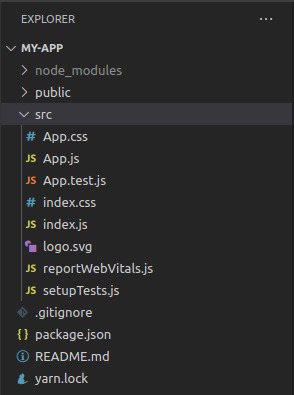 EXPLORER ···
MY-APP
node_modules
public
src
# App.css
JS App.js
JS App.test.js
# index.css
JS index.js
logo.svg
JS reportWebVitals.js
JS setupTests.js
.gitignore
{} package.json
README.md
yarn.lock